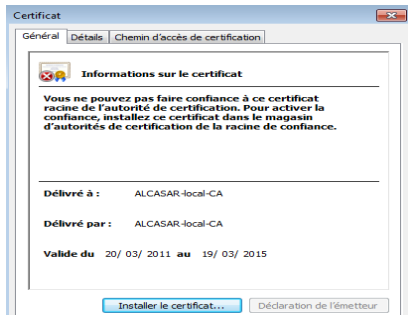 Certificat
Général Détails Chemin d'accès de certification
Informations sur le certificat
Vous ne pouvez pas faire confiance à ce certificat
racine de l'autorité de certification. Pour activer la
confiance, installez ce certificat dans le magasin
d'autorités de certification de la racine de confiance.
Délivré à : ALCASAR-local-CA
Délivré par : ALCASAR-local-CA
Valide du 20/ 03/ 2011 au 19/ 03/ 2015
Installer le certificat... Déclaration de l'émetteur